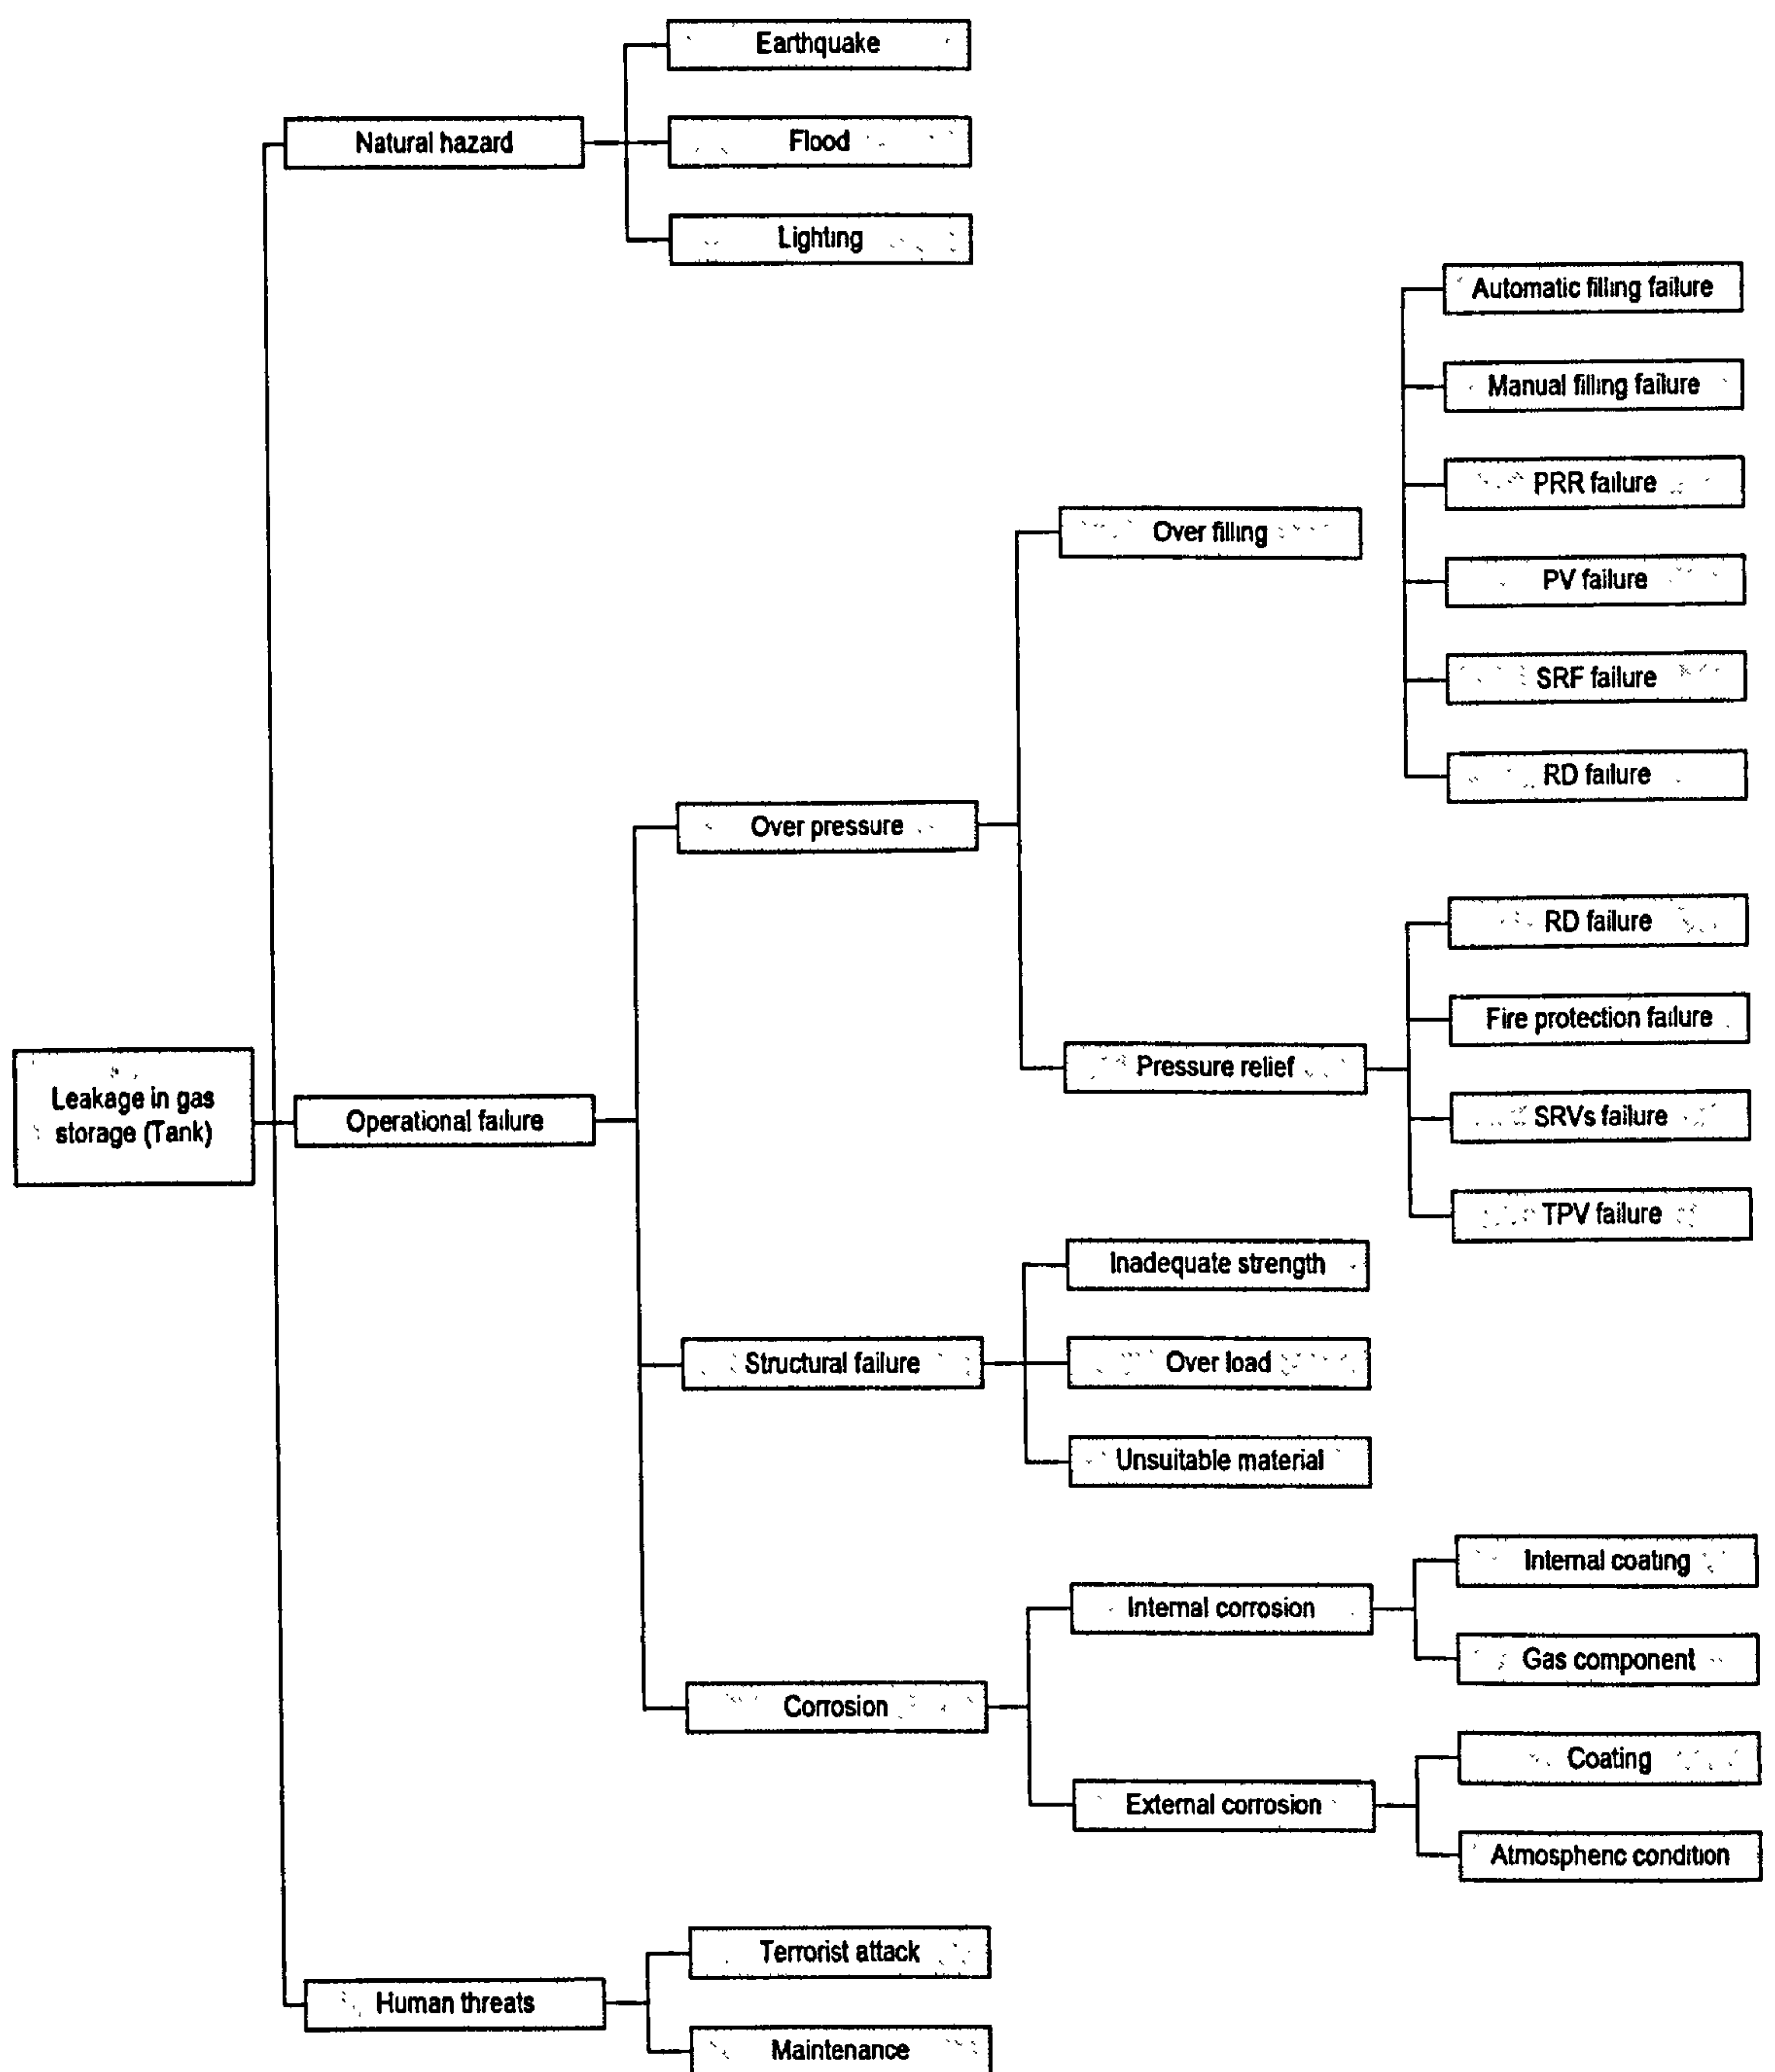 Earthquake
Natural hazard
Flood
Lighting
Automatic filling failure
Manual filling failure
PRR failure
Over filling
PV failure
SRF failure
RD failure
Over pressure
RD failure
Fire protection failure
Pressure relief
SRVs failure
TPV failure
Leakage in gas
storage (Tank)
Operational failure
Inadequate strength
Structural failure
Over load
Unsuitable material
Internal coating
Internal corrosion
Gas component
Corrosion
Coating
External corrosion
Atmospheric condition
Terrorist attack
Human threats
Maintenance